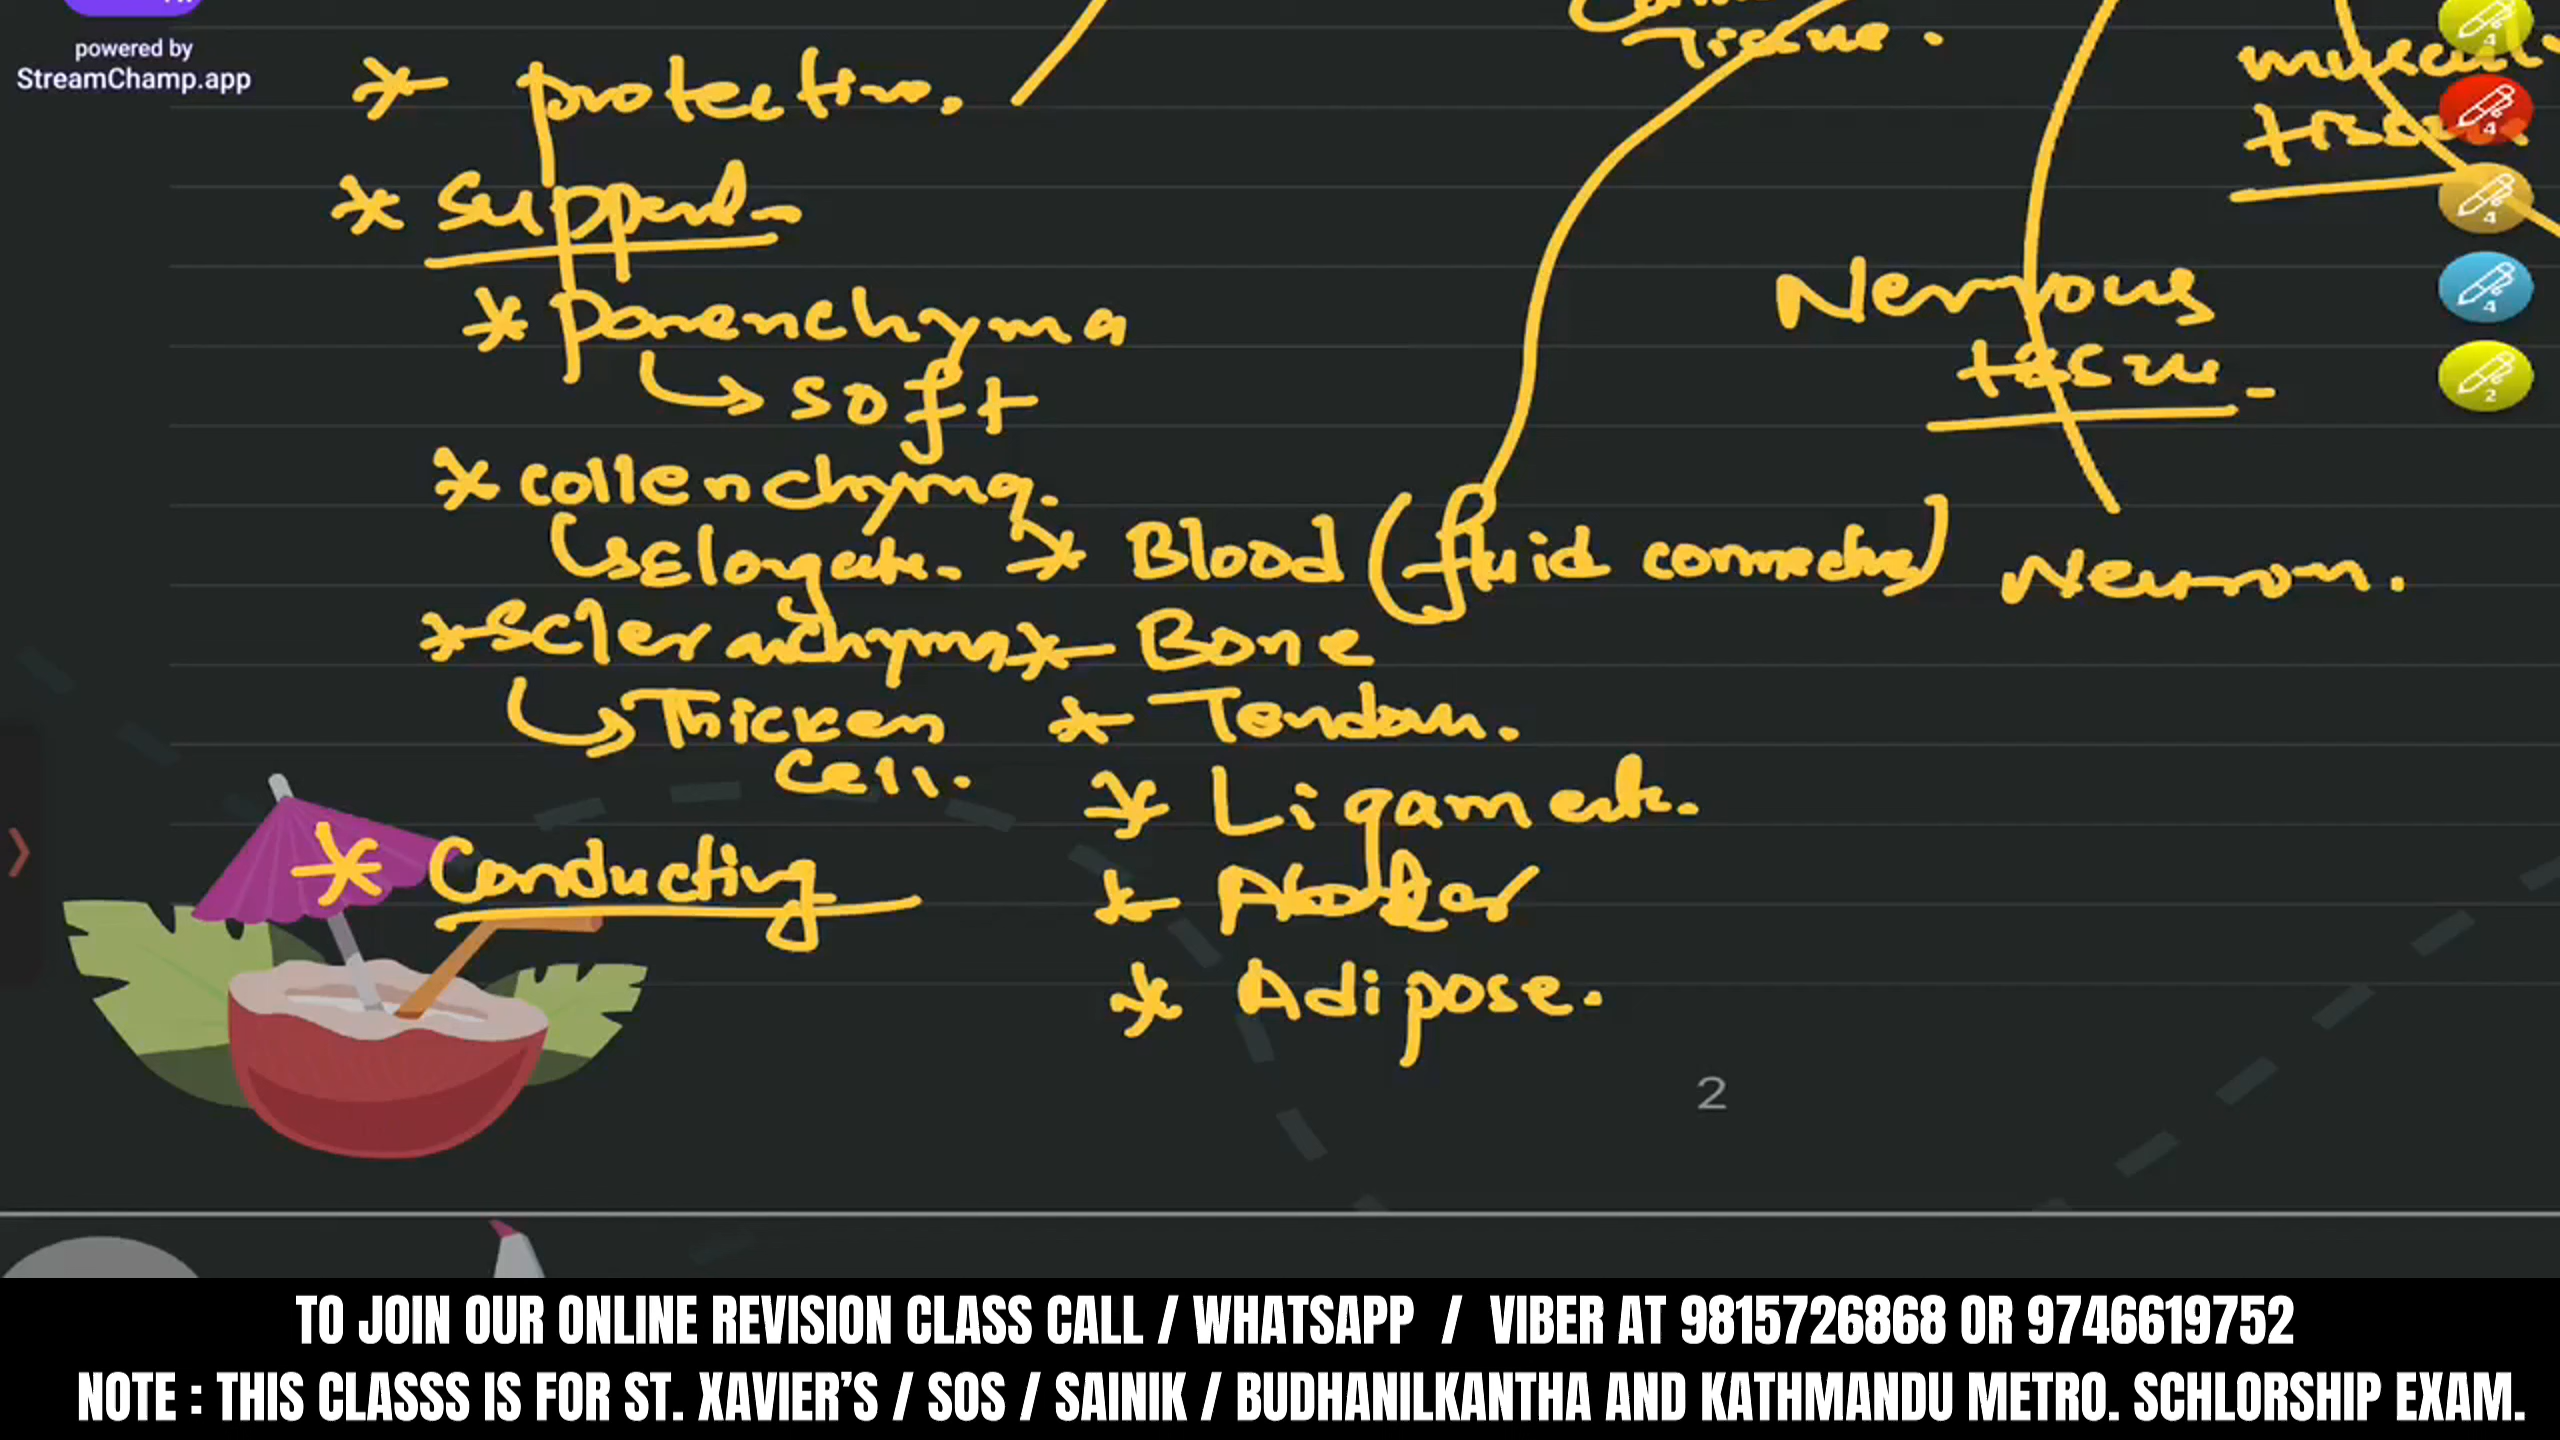 powered by
StreamChamp.app
* protective.
* Support-
* Parenchyma
soft
* collenchyma.
Elongate.
* Sclerenchyma
Thicken
cell.
* Conducting
Tissue.
* Blood (fluid connective)
* Bone
* Tendon.
* Ligament.
* Adipose.
Nervous
tissue.
Neuron.
2
TO JOIN OUR ONLINE REVISION CLASS CALL / WHATSAPP / VIBER AT 9815726868 OR 9746619752
NOTE : THIS CLASSS IS FOR ST. XAVIER'S / SOS / SAINIK / BUDHANILKANTHA AND KATHMANDU METRO. SCHLORSHIP EXAM.